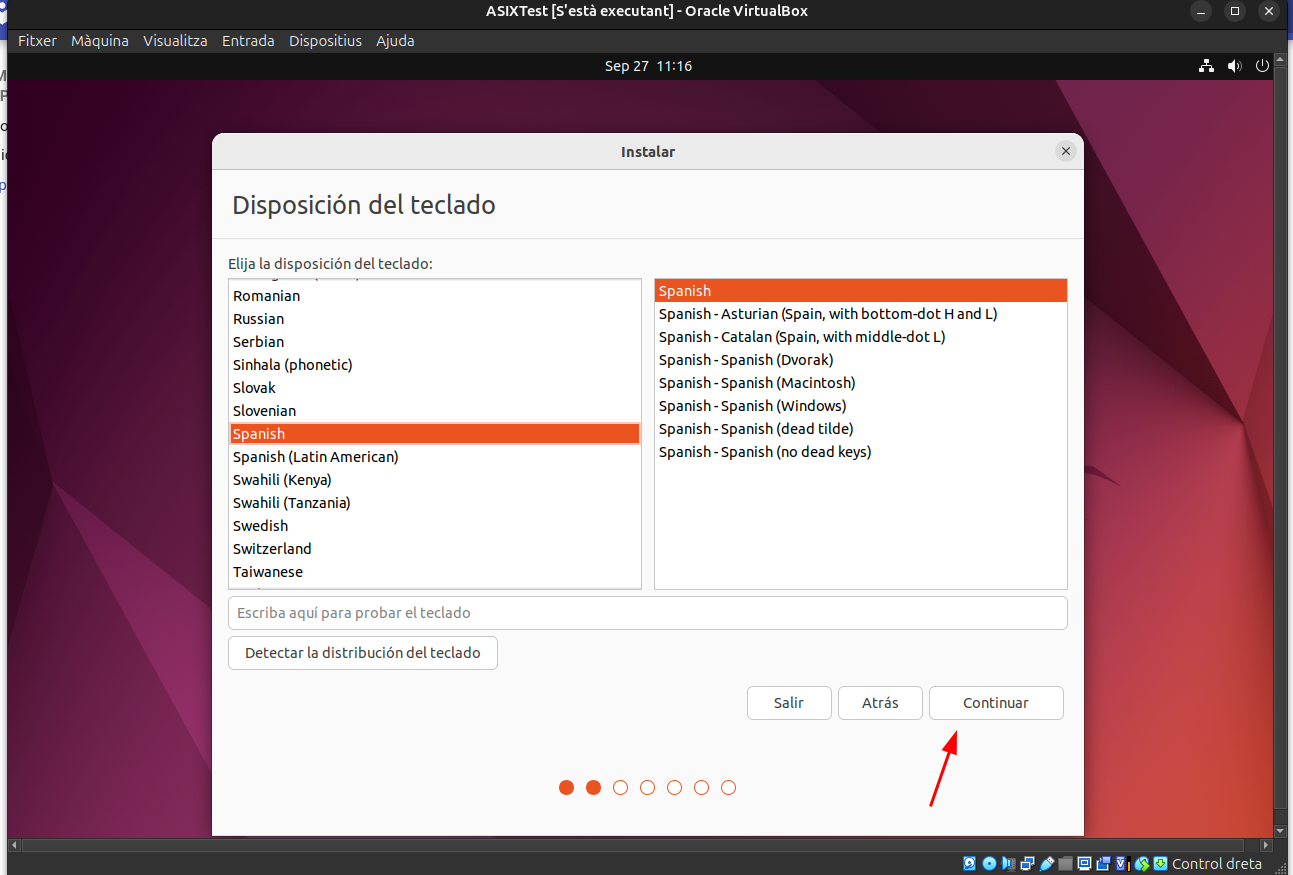 ASIXTest [S'està executant] - Oracle VirtualBox
Fitxer Màquina Visualitza Entrada Dispositius Ajuda
Sep 27 11:16
Instalar
Disposición del teclado
Elija la disposición del teclado:
Romanian
Russian
Serbian
Sinhala (phonetic)
Slovak
Slovenian
Spanish
Spanish (Latin American)
Swahili (Kenya)
Swahili (Tanzania)
Swedish
Switzerland
Taiwanese
Spanish
Spanish - Asturian (Spain, with bottom-dot H and L)
Spanish - Catalan (Spain, with middle-dot L)
Spanish - Spanish (Dvorak)
Spanish - Spanish (Macintosh)
Spanish - Spanish (Windows)
Spanish - Spanish (dead tilde)
Spanish - Spanish (no dead keys)
Escriba aquí para probar el teclado
Detectar la distribución del teclado
Salir Atrás Continuar
Control dreta